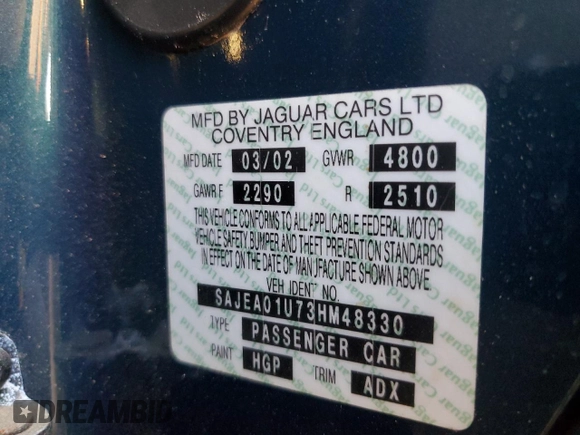 MFD BY JAGUAR CARS LTD
COVENTRY ENGLAND
MFD DATE 03/02 GVWR 4800
GAWR F 2290 R 2510
THIS VEHICLE CONFORMS TO ALL APPLICABLE FEDERAL MOTOR
VEHICLE SAFETY, BUMPER AND THEFT PREVENTION STANDARDS
IN EFFECT ON THE DATE OF MANUFACTURE SHOWN ABOVE
VEH IDENT NO.
SAJEA01U73HM48330
TYPE PASSENGER CAR
PAINT HGP TRIM ADX
DREAMBID